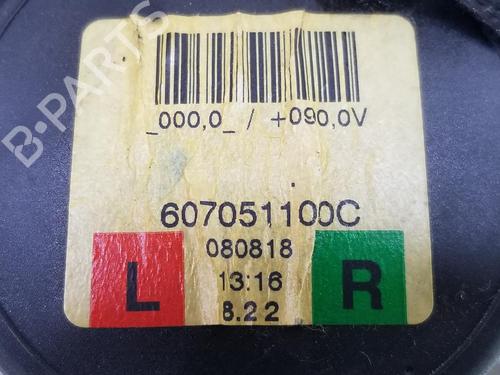 B-PARTS
_000,0_ / +090,0V
607051100C
080818
13:16
8.22
L
R